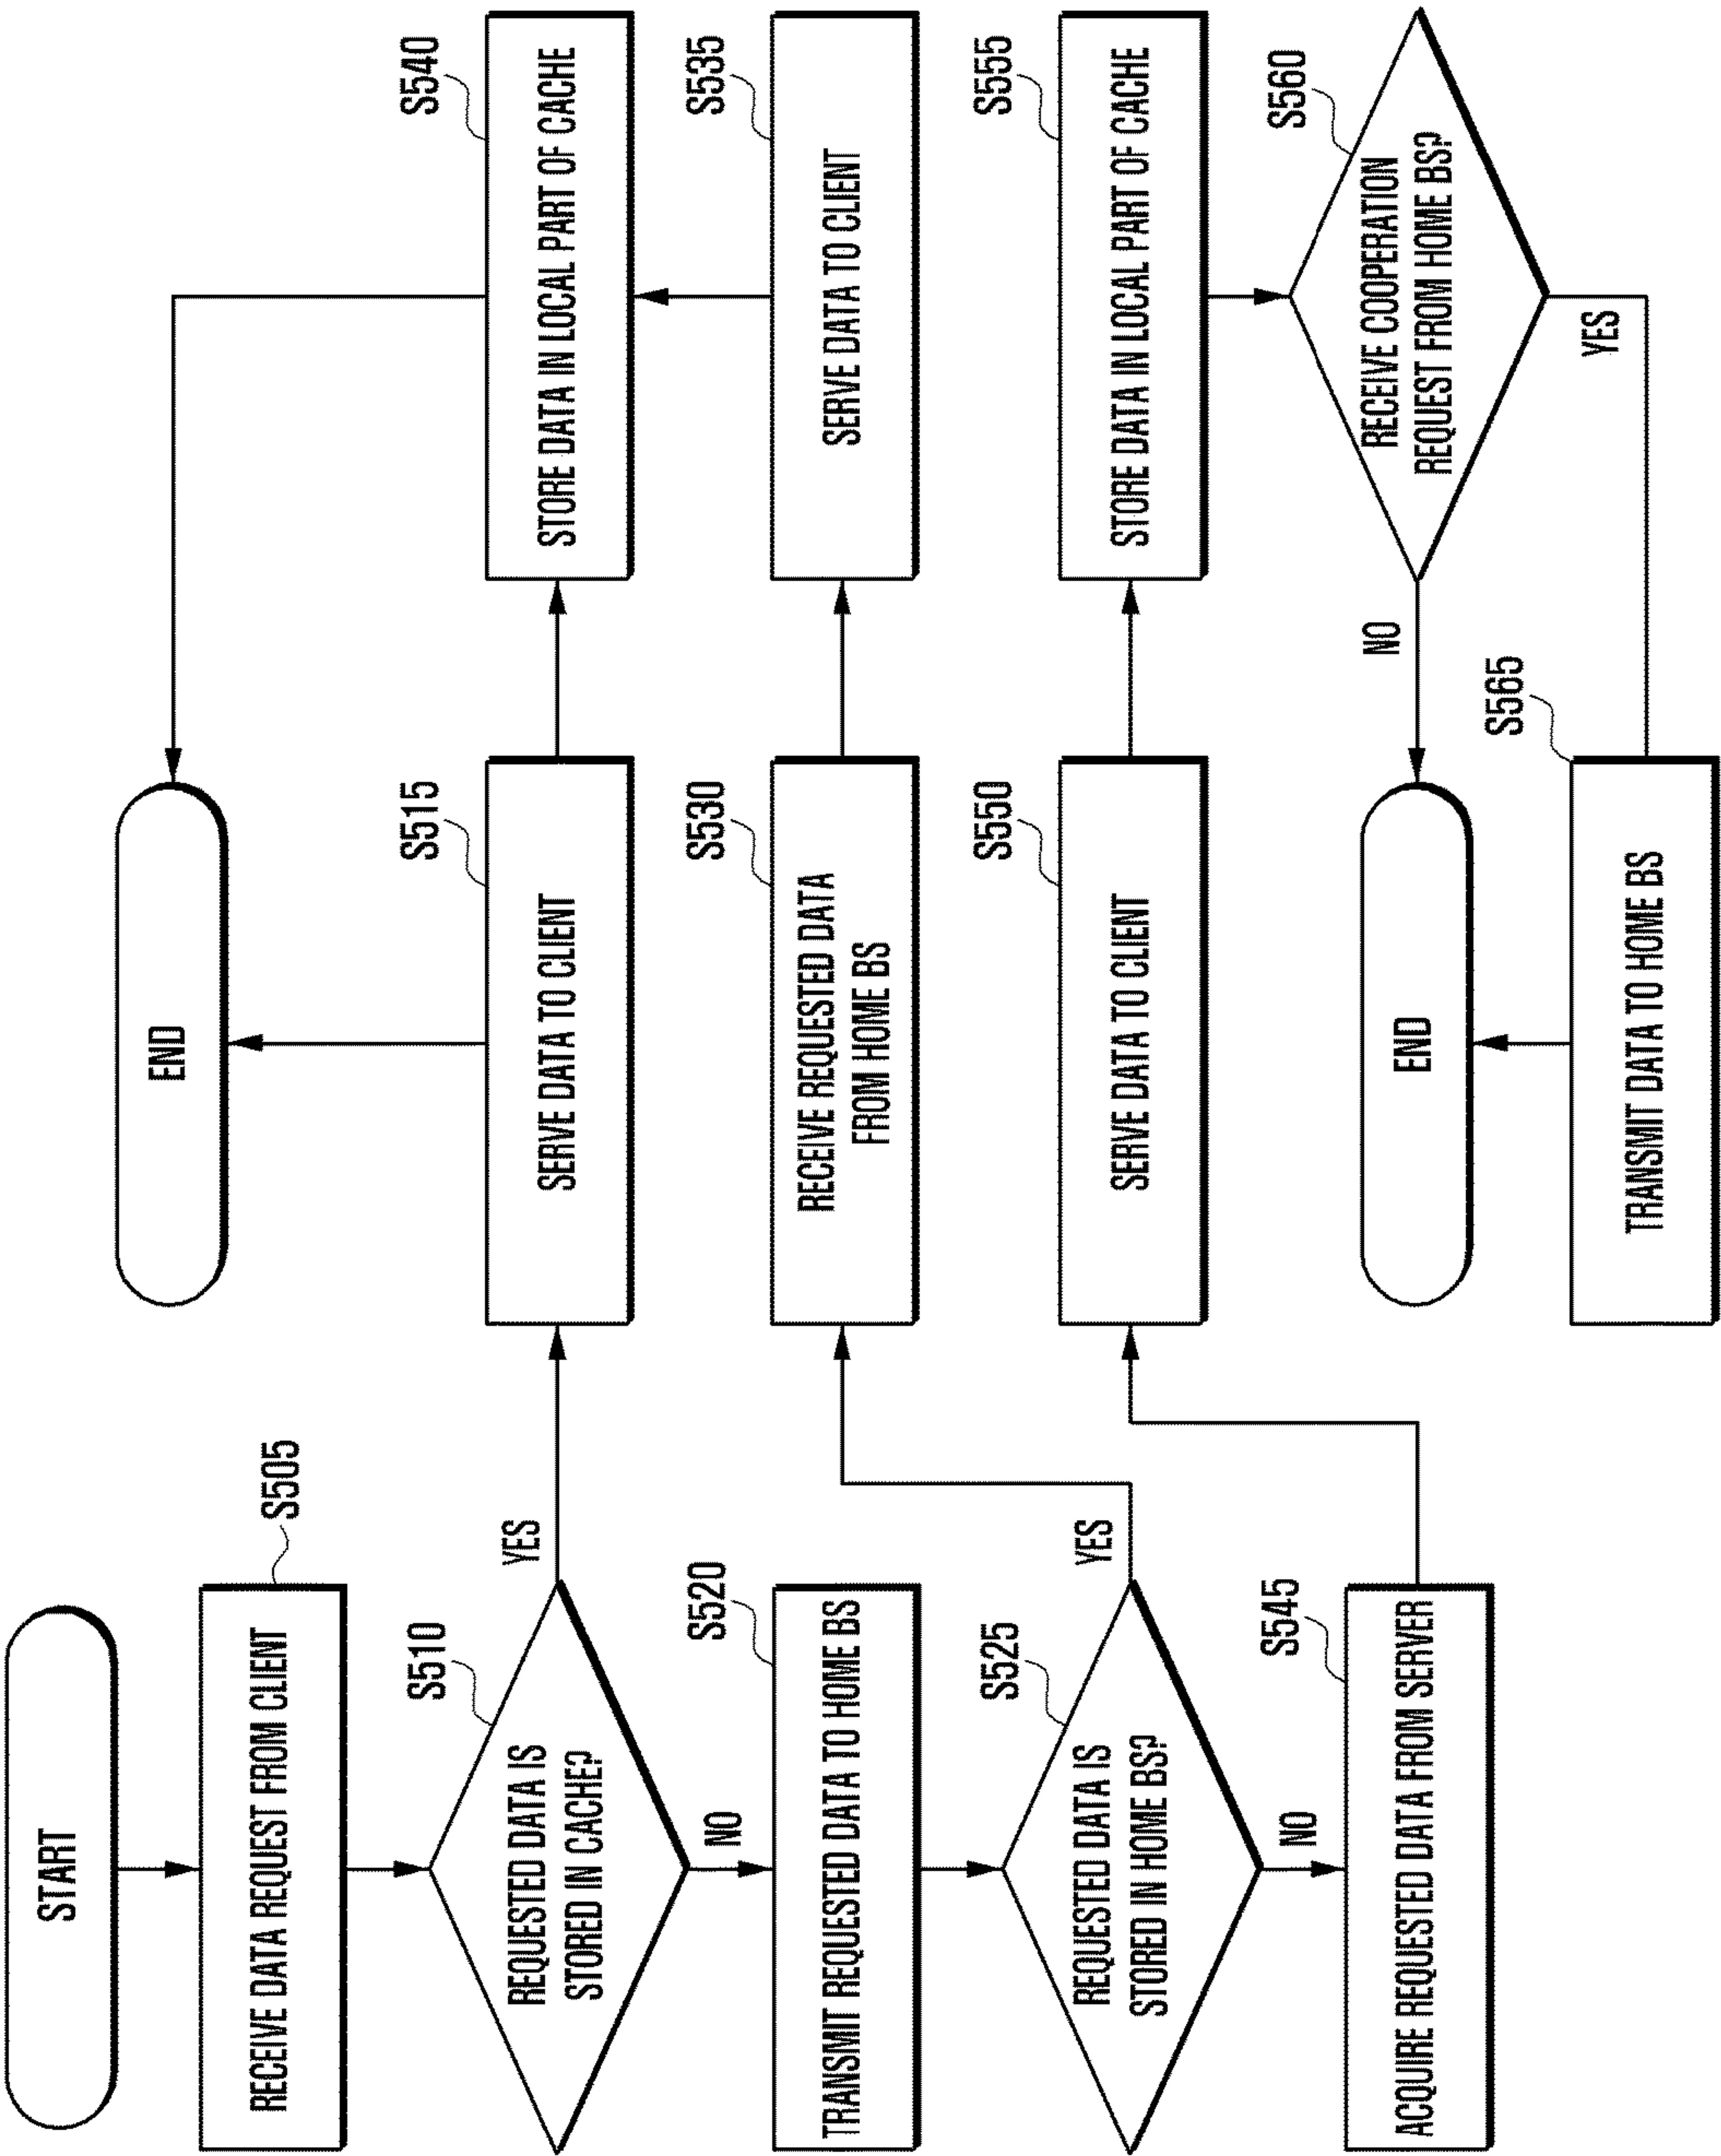 START
RECEIVE DATA REQUEST FROM CLIENT
S505
REQUESTED DATA IS
STORED IN CACHE?
S510
YES
NO
SERVE DATA TO CLIENT
S515
END
STORE DATA IN LOCAL PART OF CACHE
S540
TRANSMIT REQUESTED DATA TO HOME BS
S520
REQUESTED DATA IS
STORED IN HOME BS?
S525
YES
NO
RECEIVE REQUESTED DATA
FROM HOME BS
S530
SERVE DATA TO CLIENT
S535
ACQUIRE REQUESTED DATA FROM SERVER
S545
SERVE DATA TO CLIENT
S550
STORE DATA IN LOCAL PART OF CACHE
S555
RECEIVE COOPERATION
REQUEST FROM HOME BS?
S560
NO
YES
END
TRANSMIT DATA TO HOME BS
S565